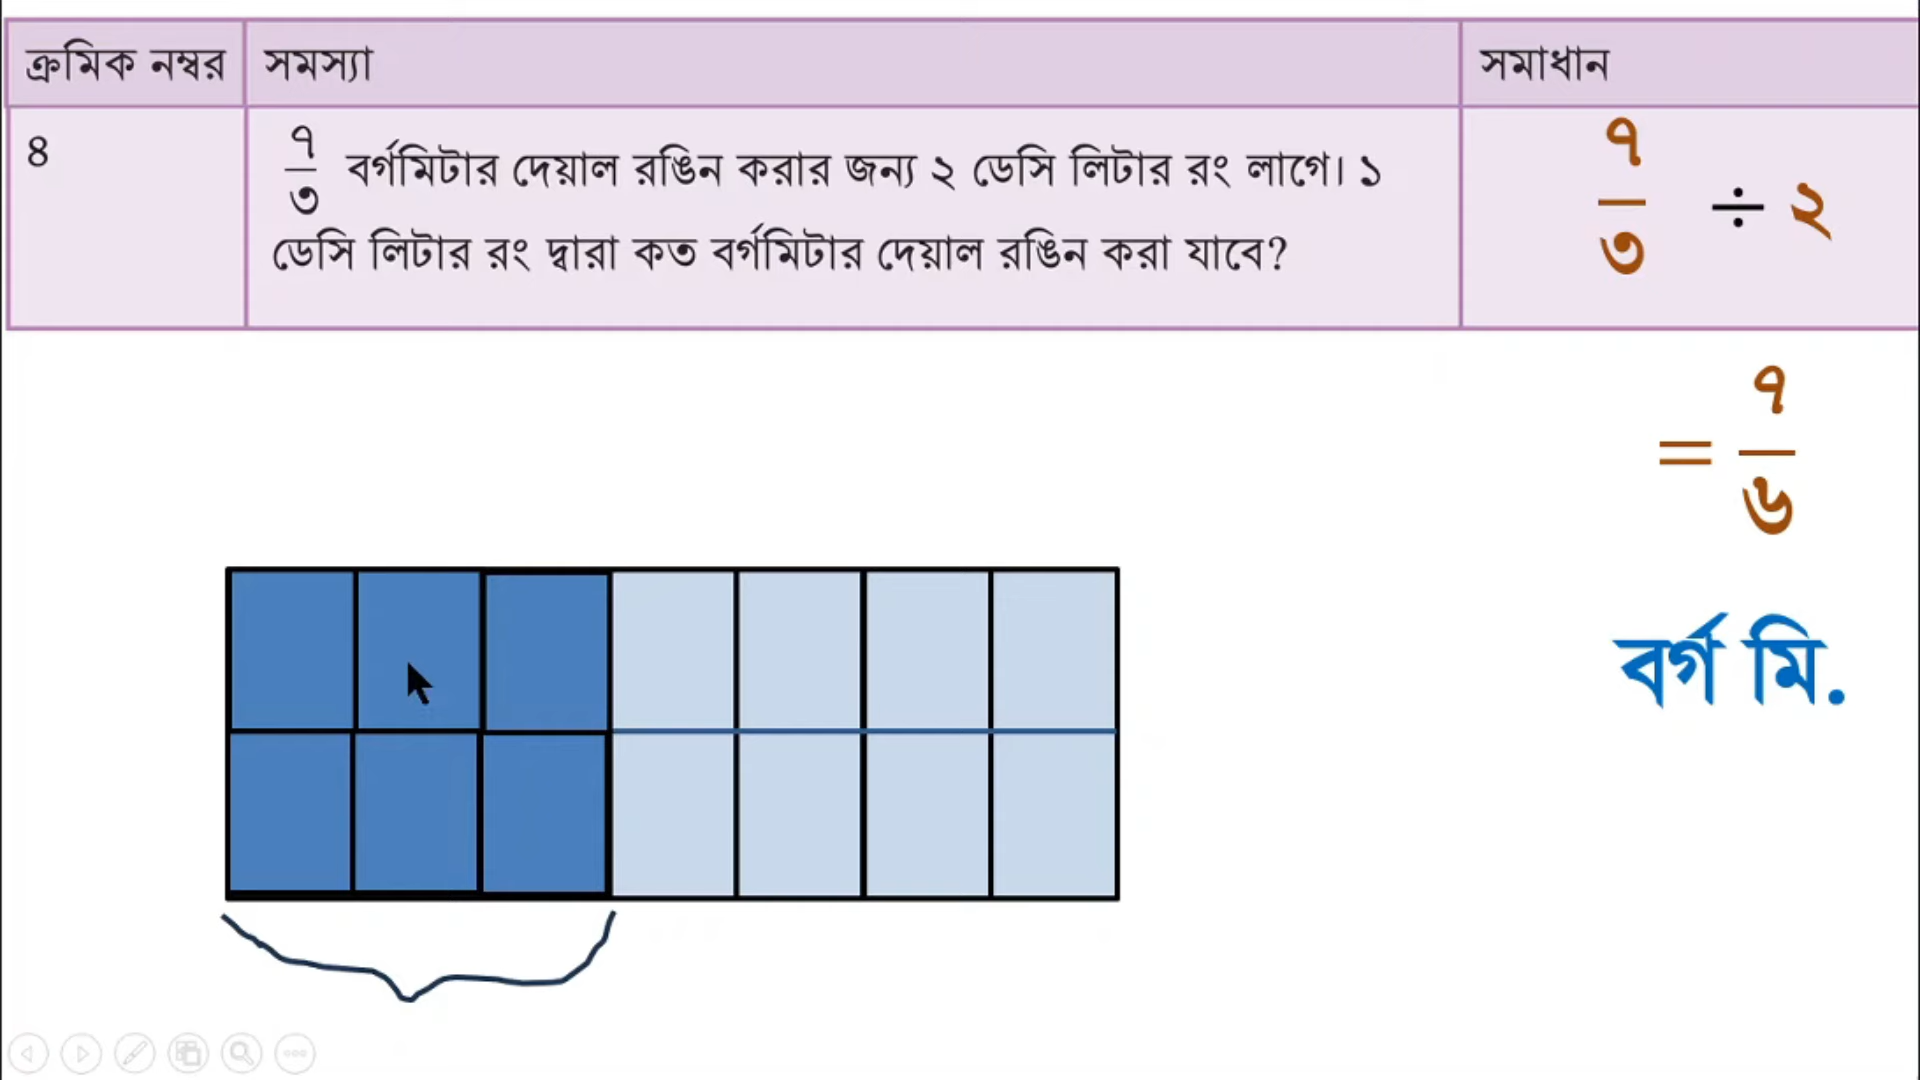 ক্রমিক নম্বর সমস্যা সমাধান
৪
৭/৩ বর্গমিটার দেয়াল রঙিন করার জন্য ২ ডেসি লিটার রং লাগে। ১
ডেসি লিটার রং দ্বারা কত বর্গমিটার দেয়াল রঙিন করা যাবে?
৭/৩ ÷ ২
= ৭/৬
বর্গ মি.